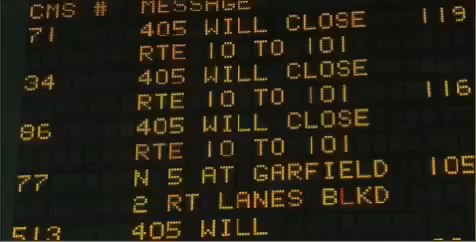 CMS # MESSAGE
71 405 WILL CLOSE 119
RTE 10 TO 101
34 405 WILL CLOSE
RTE 10 TO 101 116
86 405 WILL CLOSE
RTE 10 TO 101
77 N 5 AT GARFIELD 105
2 RT LANES BLKD
513 405 WILL